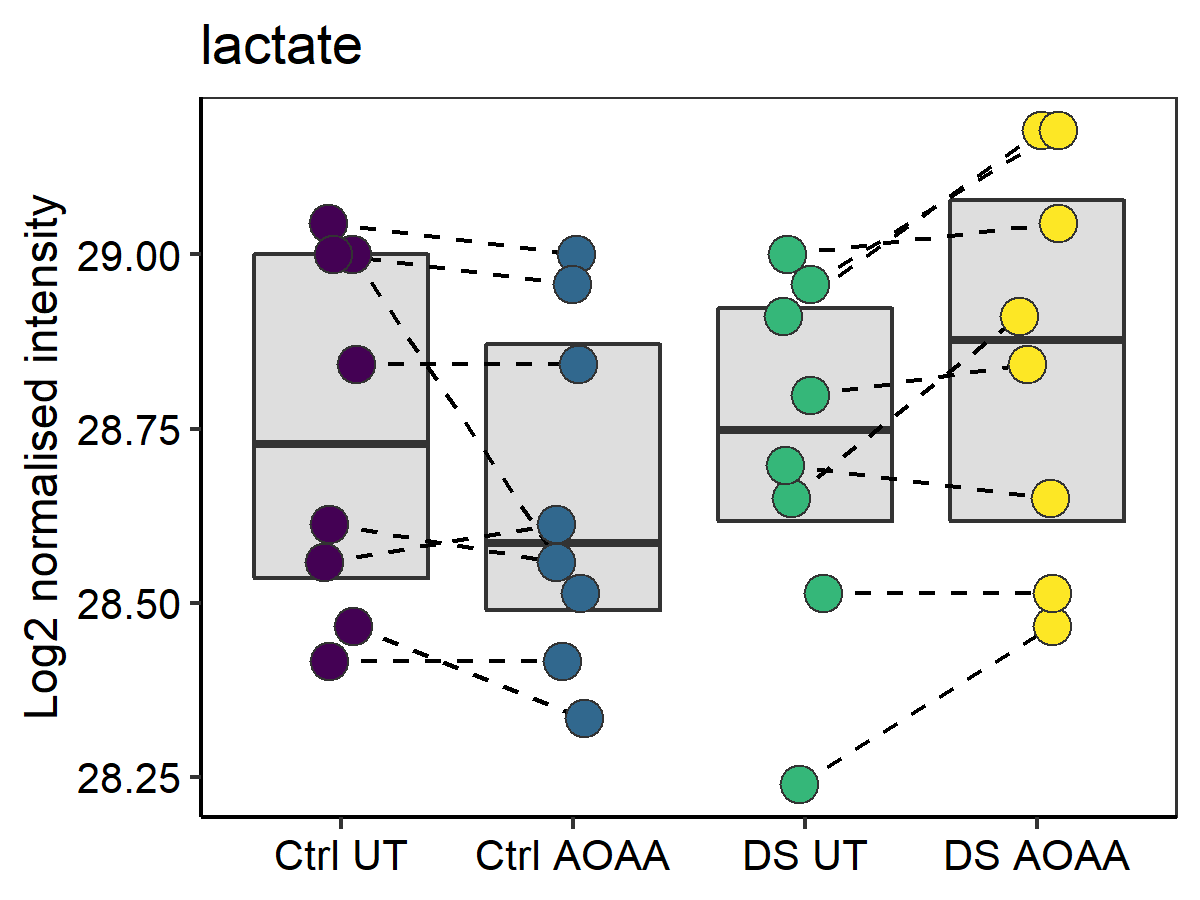 lactate
Log2 normalised intensity
29.00
28.75
28.50
28.25
Ctrl UT
Ctrl AOAA
DS UT
DS AOAA